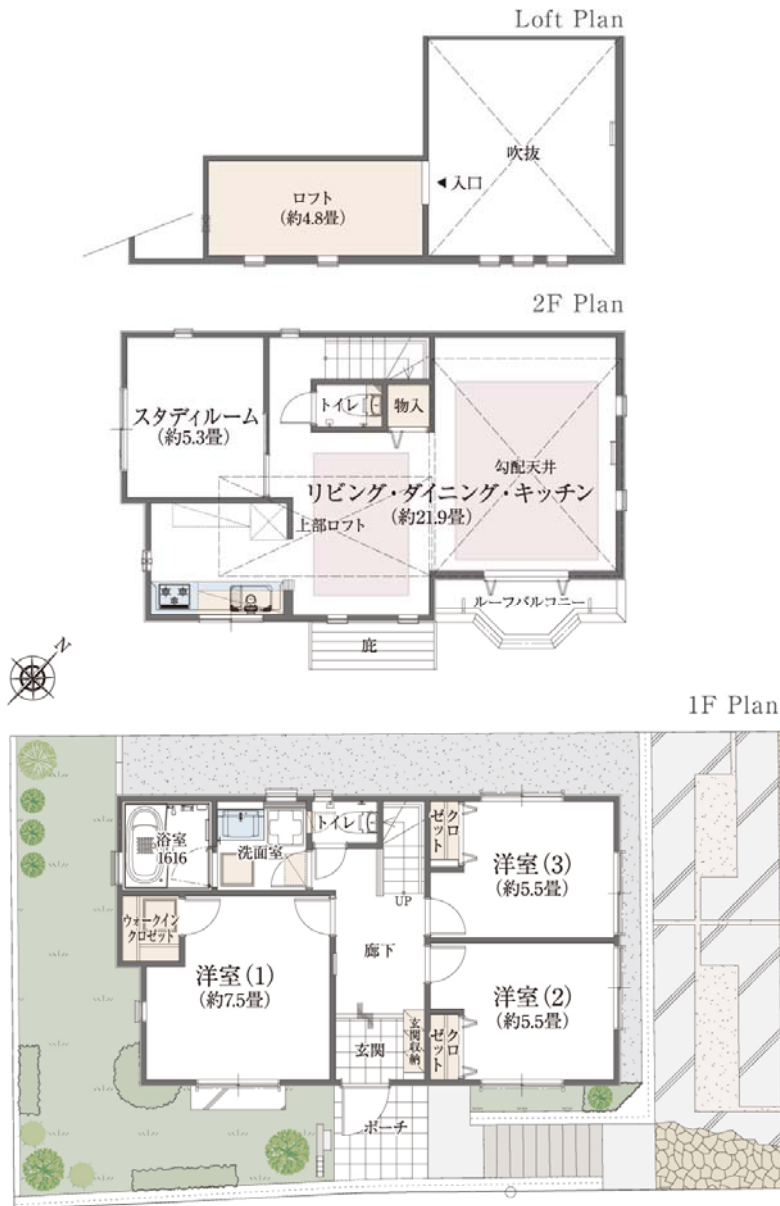 Loft Plan
吹抜
◀入口
ロフト
(約4.8畳)
2F Plan
スタディルーム
(約5.3畳)
トイレ
物入
勾配天井
リビング・ダイニング・キッチン
(約21.9畳)
上部ロフト
ルーフバルコニー
庇
N
1F Plan
浴室
1616
洗面室
トイレ
クロ
ゼット
洋室(3)
(約5.5畳)
UP
ウォークイン
クロゼット
廊下
洋室(1)
(約7.5畳)
洋室(2)
(約5.5畳)
玄関
玄関収納
クロ
ゼット
ポーチ